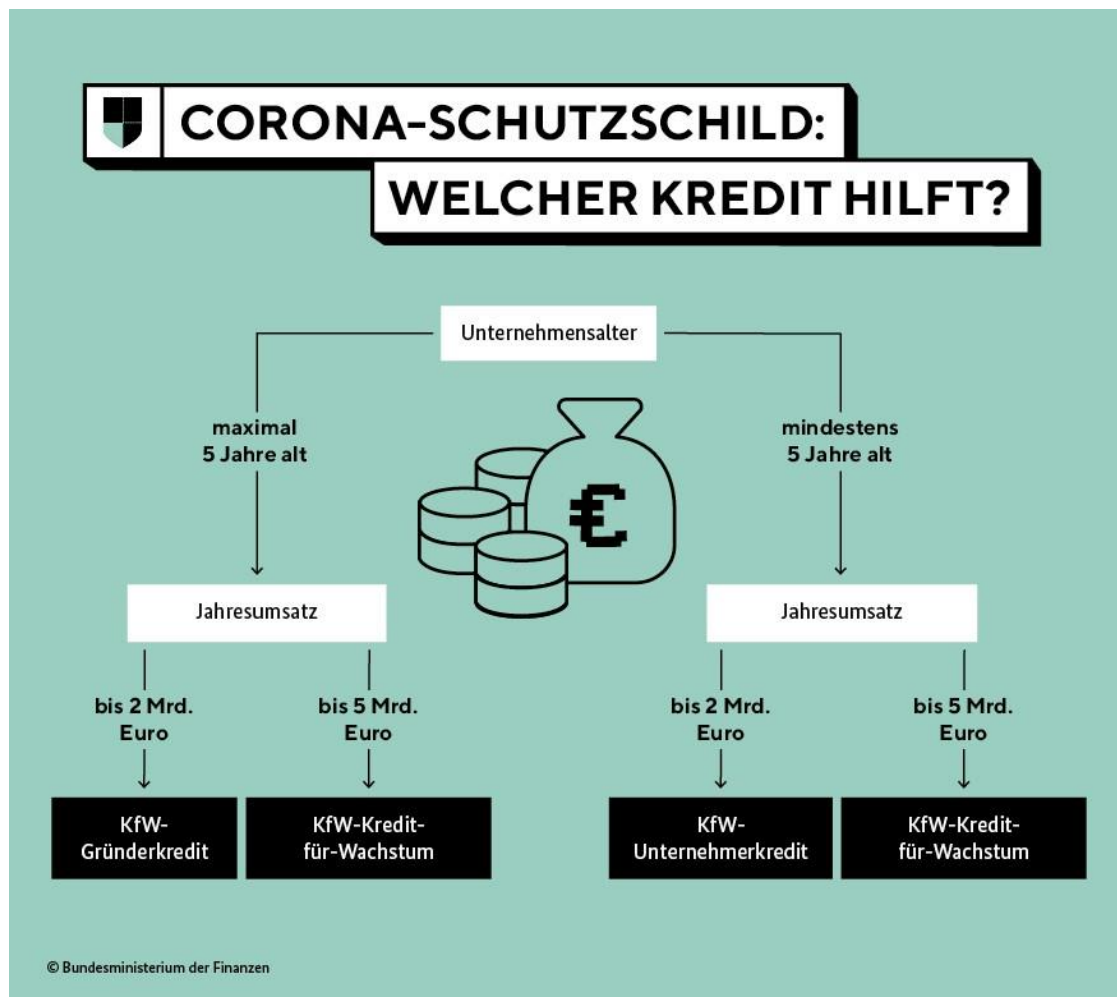 CORONA-SCHUTZSCHILD:
WELCHER KREDIT HILFT?
Unternehmensalter
maximal
5 Jahre alt
mindestens
5 Jahre alt
€
Jahresumsatz
Jahresumsatz
bis 2 Mrd.
Euro
bis 5 Mrd.
Euro
bis 2 Mrd.
Euro
bis 5 Mrd.
Euro
KfW-
Gründerkredit
KfW-Kredit-
für-Wachstum
KfW-
Unternehmerkredit
KfW-Kredit-
für-Wachstum
© Bundesministerium der Finanzen